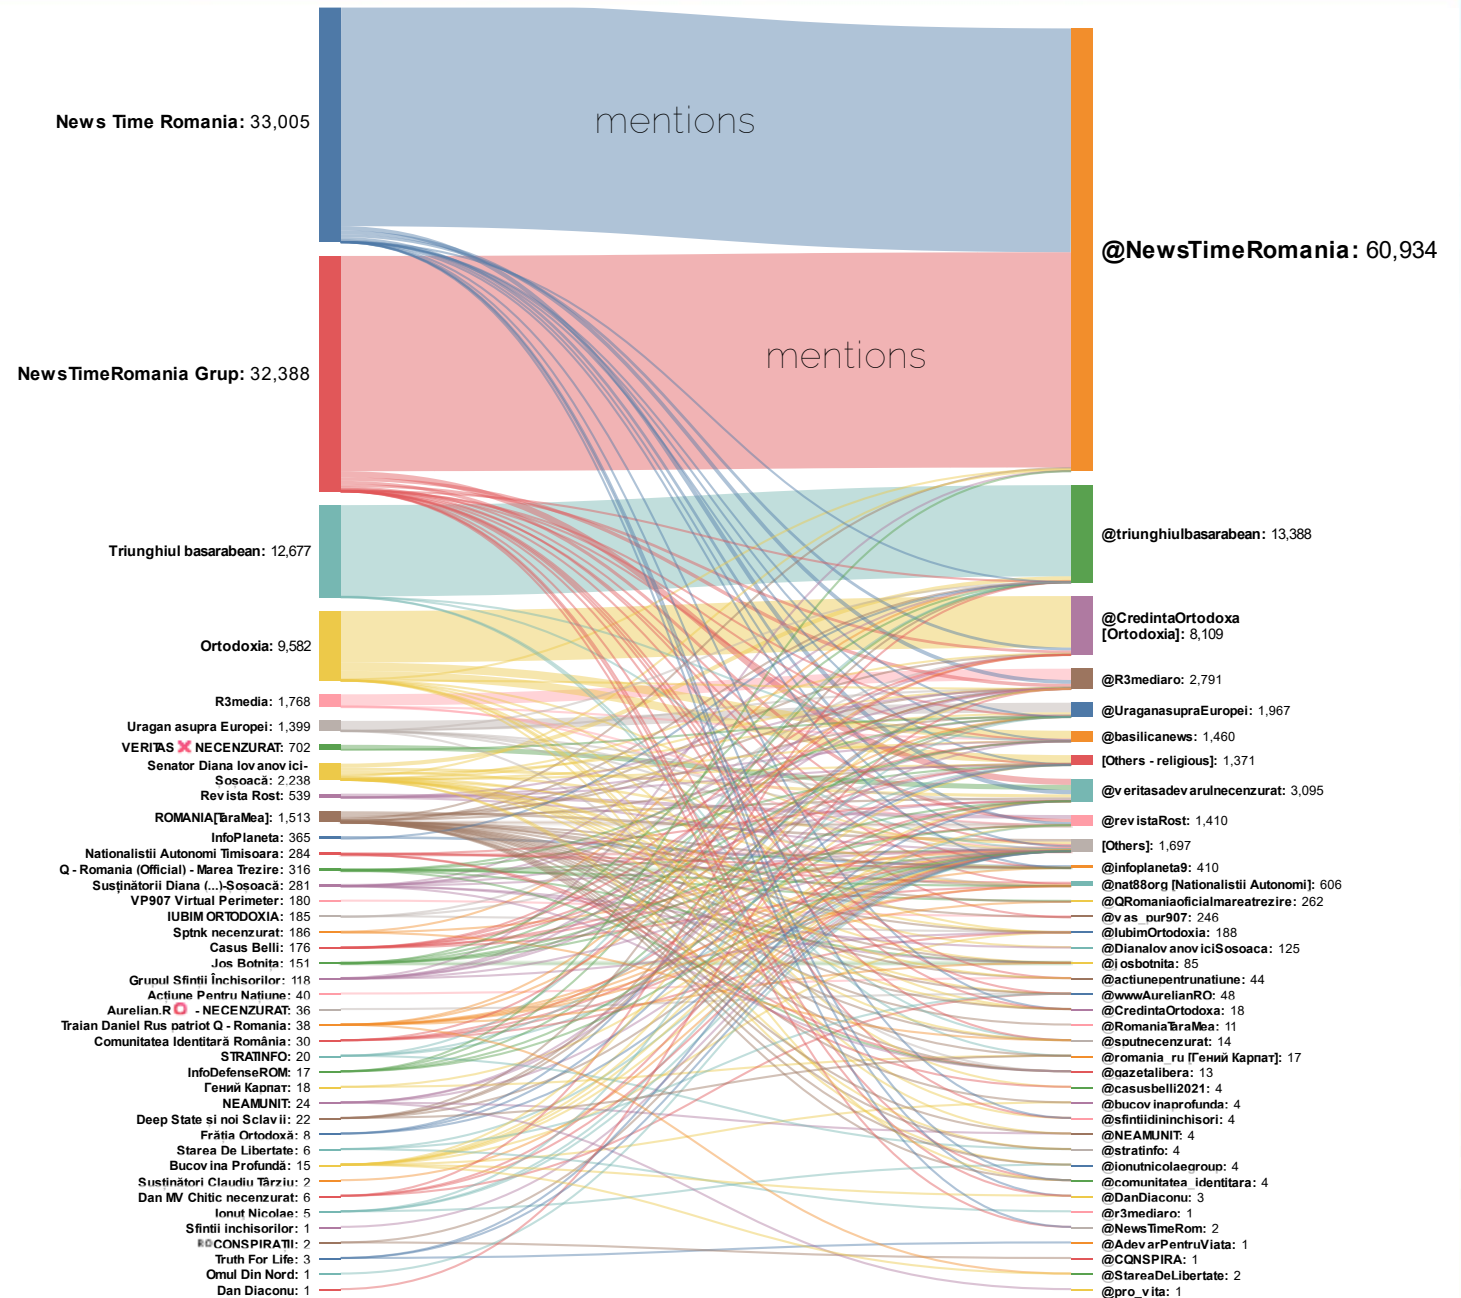 mentions
mentions
News Time Romania: 33,005
NewsTimeRomania Grup: 32,388
Triunghiul basarabean: 12,677
Ortodoxia: 9,582
R3media: 1,768
Uragan asupra Europei: 1,399
VERITAS ❌ NECENZURAT: 702
Senator Diana Iovanovici-
Șoșoacă: 2,238
Revista Rost: 539
ROMANIA[TaraMea]: 1,513
InfoPlaneta: 365
Nationalistii Autonomi Timisoara: 284
Q - Romania (Official) - Marea Trezire: 316
Susținătorii Diana (...)-Șoșoacă: 281
VP907 Virtual Perimeter: 180
IUBIM ORTODOXIA: 185
Sptnk necenzurat: 186
Casus Belli: 176
Jos Botnița: 151
Grupul Sfinții Închisorilor: 118
Acțiune Pentru Națiune: 40
Aurelian.R⭕ - NECENZURAT: 36
Traian Daniel Rus patriot Q - Romania: 38
Comunitatea Identitară România: 30
STRATINFO: 20
InfoDefenseROM: 17
Гений Карпат: 18
NEAMUNIT: 24
Deep State si noi Sclavii: 22
Frăția Ortodoxă: 8
Starea De Libertate: 6
Bucovina Profundă: 15
Susținători Claudiu Târziu: 2
Dan MV Chitic necenzurat: 6
Ionuț Nicolae: 5
Sfintii inchisorilor: 1
CONSPIRATII: 2
Truth For Life: 3
Omul Din Nord: 1
Dan Diaconu: 1
@NewsTimeRomania: 60,934
@triunghiulbasarabean: 13,388
@CredintaOrtodoxa
[Ortodoxia]: 8,109
@R3mediaro: 2,791
@UraganasupraEuropei: 1,967
@basilicanews: 1,460
[Others - religious]: 1,371
@veritasadevarulnecenzurat: 3,095
@revistaRost: 1,410
[Others]: 1,697
@infoplaneta9: 410
@nat88org [Nationalistii Autonomi]: 606
@QRomaniaoficialmareatrezire: 262
@vas_pur907: 246
@IubimOrtodoxia: 188
@DianaIovanoviciSosoaca: 125
@josbotnita: 85
@actiunepentrunatiune: 44
@wwwAurelianRO: 48
@CredintaOrtodoxa: 18
@RomaniaTaraMea: 11
@sputnecenzurat: 14
@romania_ru [Гений Карпат]: 17
@gazetalibera: 13
@casusbelli2021: 4
@bucovinaprofunda: 4
@sfintiidininchisori: 4
@NEAMUNIT: 4
@stratinfo: 4
@ionutnicolaegroup: 4
@comunitatea_identitara: 4
@DanDiaconu: 3
@r3mediaro: 1
@NewsTimeRom: 2
@AdevarPentruViata: 1
@CQNSPIRA: 1
@StareaDeLibertate: 2
@pro_vita: 1